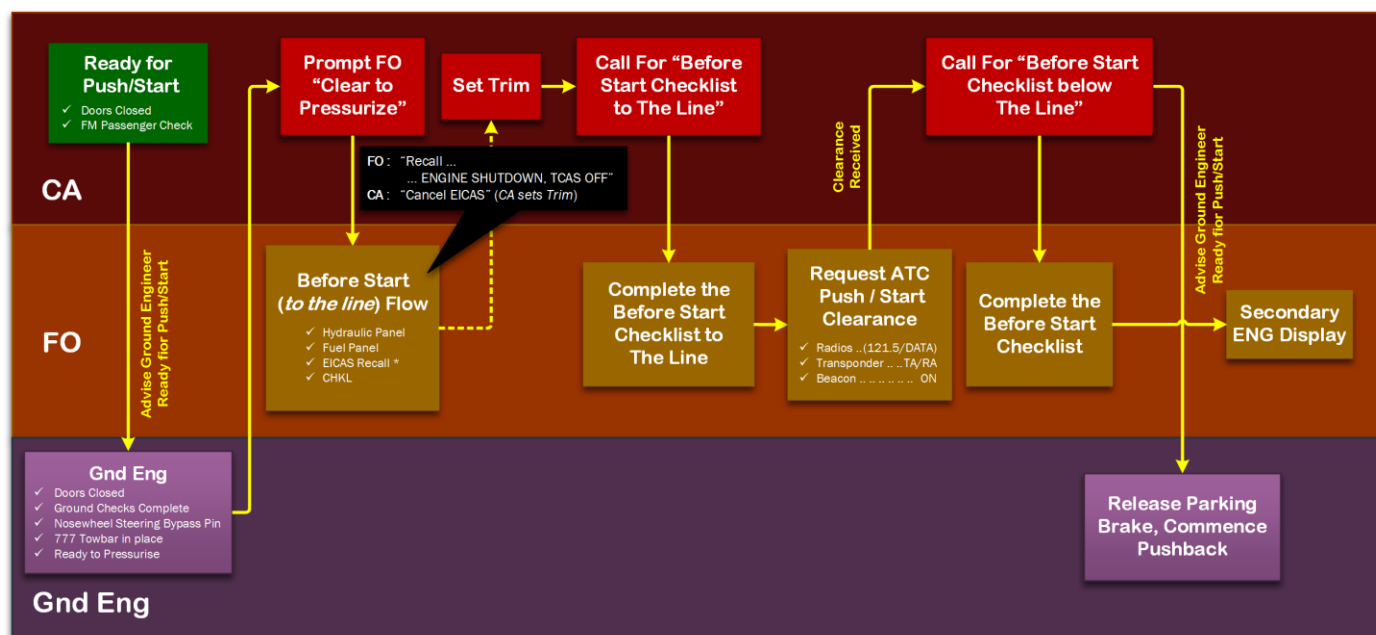 Ready for
Push/Start
✓ Doors Closed
✓ FM Passenger Check
CA
Advise Ground Engineer
Ready fior Push/Start
Prompt FO
“Clear to
Pressurize”
Set Trim
Call For “Before
Start Checklist
to The Line”
Clearance
Received
Call For “Before Start
Checklist below
The Line”
Advise Ground Engineer
Ready fior Push/Start
FO : “Recall ...
... ENGINE SHUTDOWN, TCAS OFF”
CA : “Cancel EICAS” (CA sets Trim)
FO
Before Start
(to the line) Flow
✓ Hydraulic Panel
✓ Fuel Panel
✓ EICAS Recall *
✓ CHKL
Complete the
Before Start
Checklist to
The Line
Request ATC
Push / Start
Clearance
✓ Radios ..(121.5/DATA)
✓ Transponder .. ..TA/RA
✓ Beacon .. .. .. .. .. .. ON
Complete the
Before Start
Checklist
Secondary
ENG Display
Gnd Eng
✓ Doors Closed
✓ Ground Checks Complete
✓ Nosewheel Steering Bypass Pin
✓ 777 Towbar in place
✓ Ready to Pressurise
Release Parking
Brake, Commence
Pushback
Gnd Eng